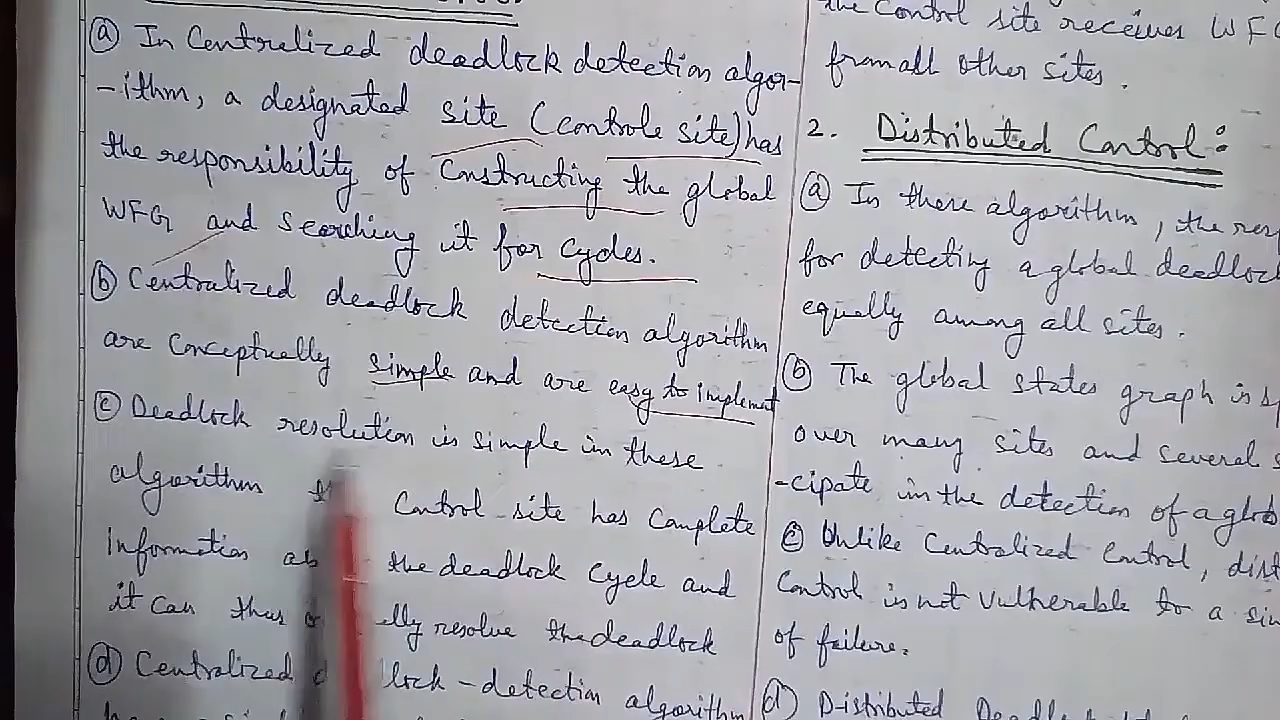 ⓐ In Centralized deadlock detection algor-
-ithm, a designated site (controle site) has
the responsibility of Constructing the global
WFG and Searching it for Cycles.
ⓑ Centralized deadlock detection algorithm
are Conceptually simple and are easy to implement
ⓒ Deadlock resolution is simple in these
algorithm Control site has Complete
information the deadlock Cycle and
it Can thus resolve the deadlock
ⓓ Centralized lock-detection algorithm
the Control site receives WF
from all other sites.
2. Distributed Control:
ⓐ In there algorithm, the res
for detecting a global deadloc
equally among all sites.
ⓑ The global states graph is s
over many sites and several s
-cipate in the detection of a glob
ⓒ Unlike Centralized Control, dist
Control is not vulnerable to a sin
of failure.
ⓓ Distributed